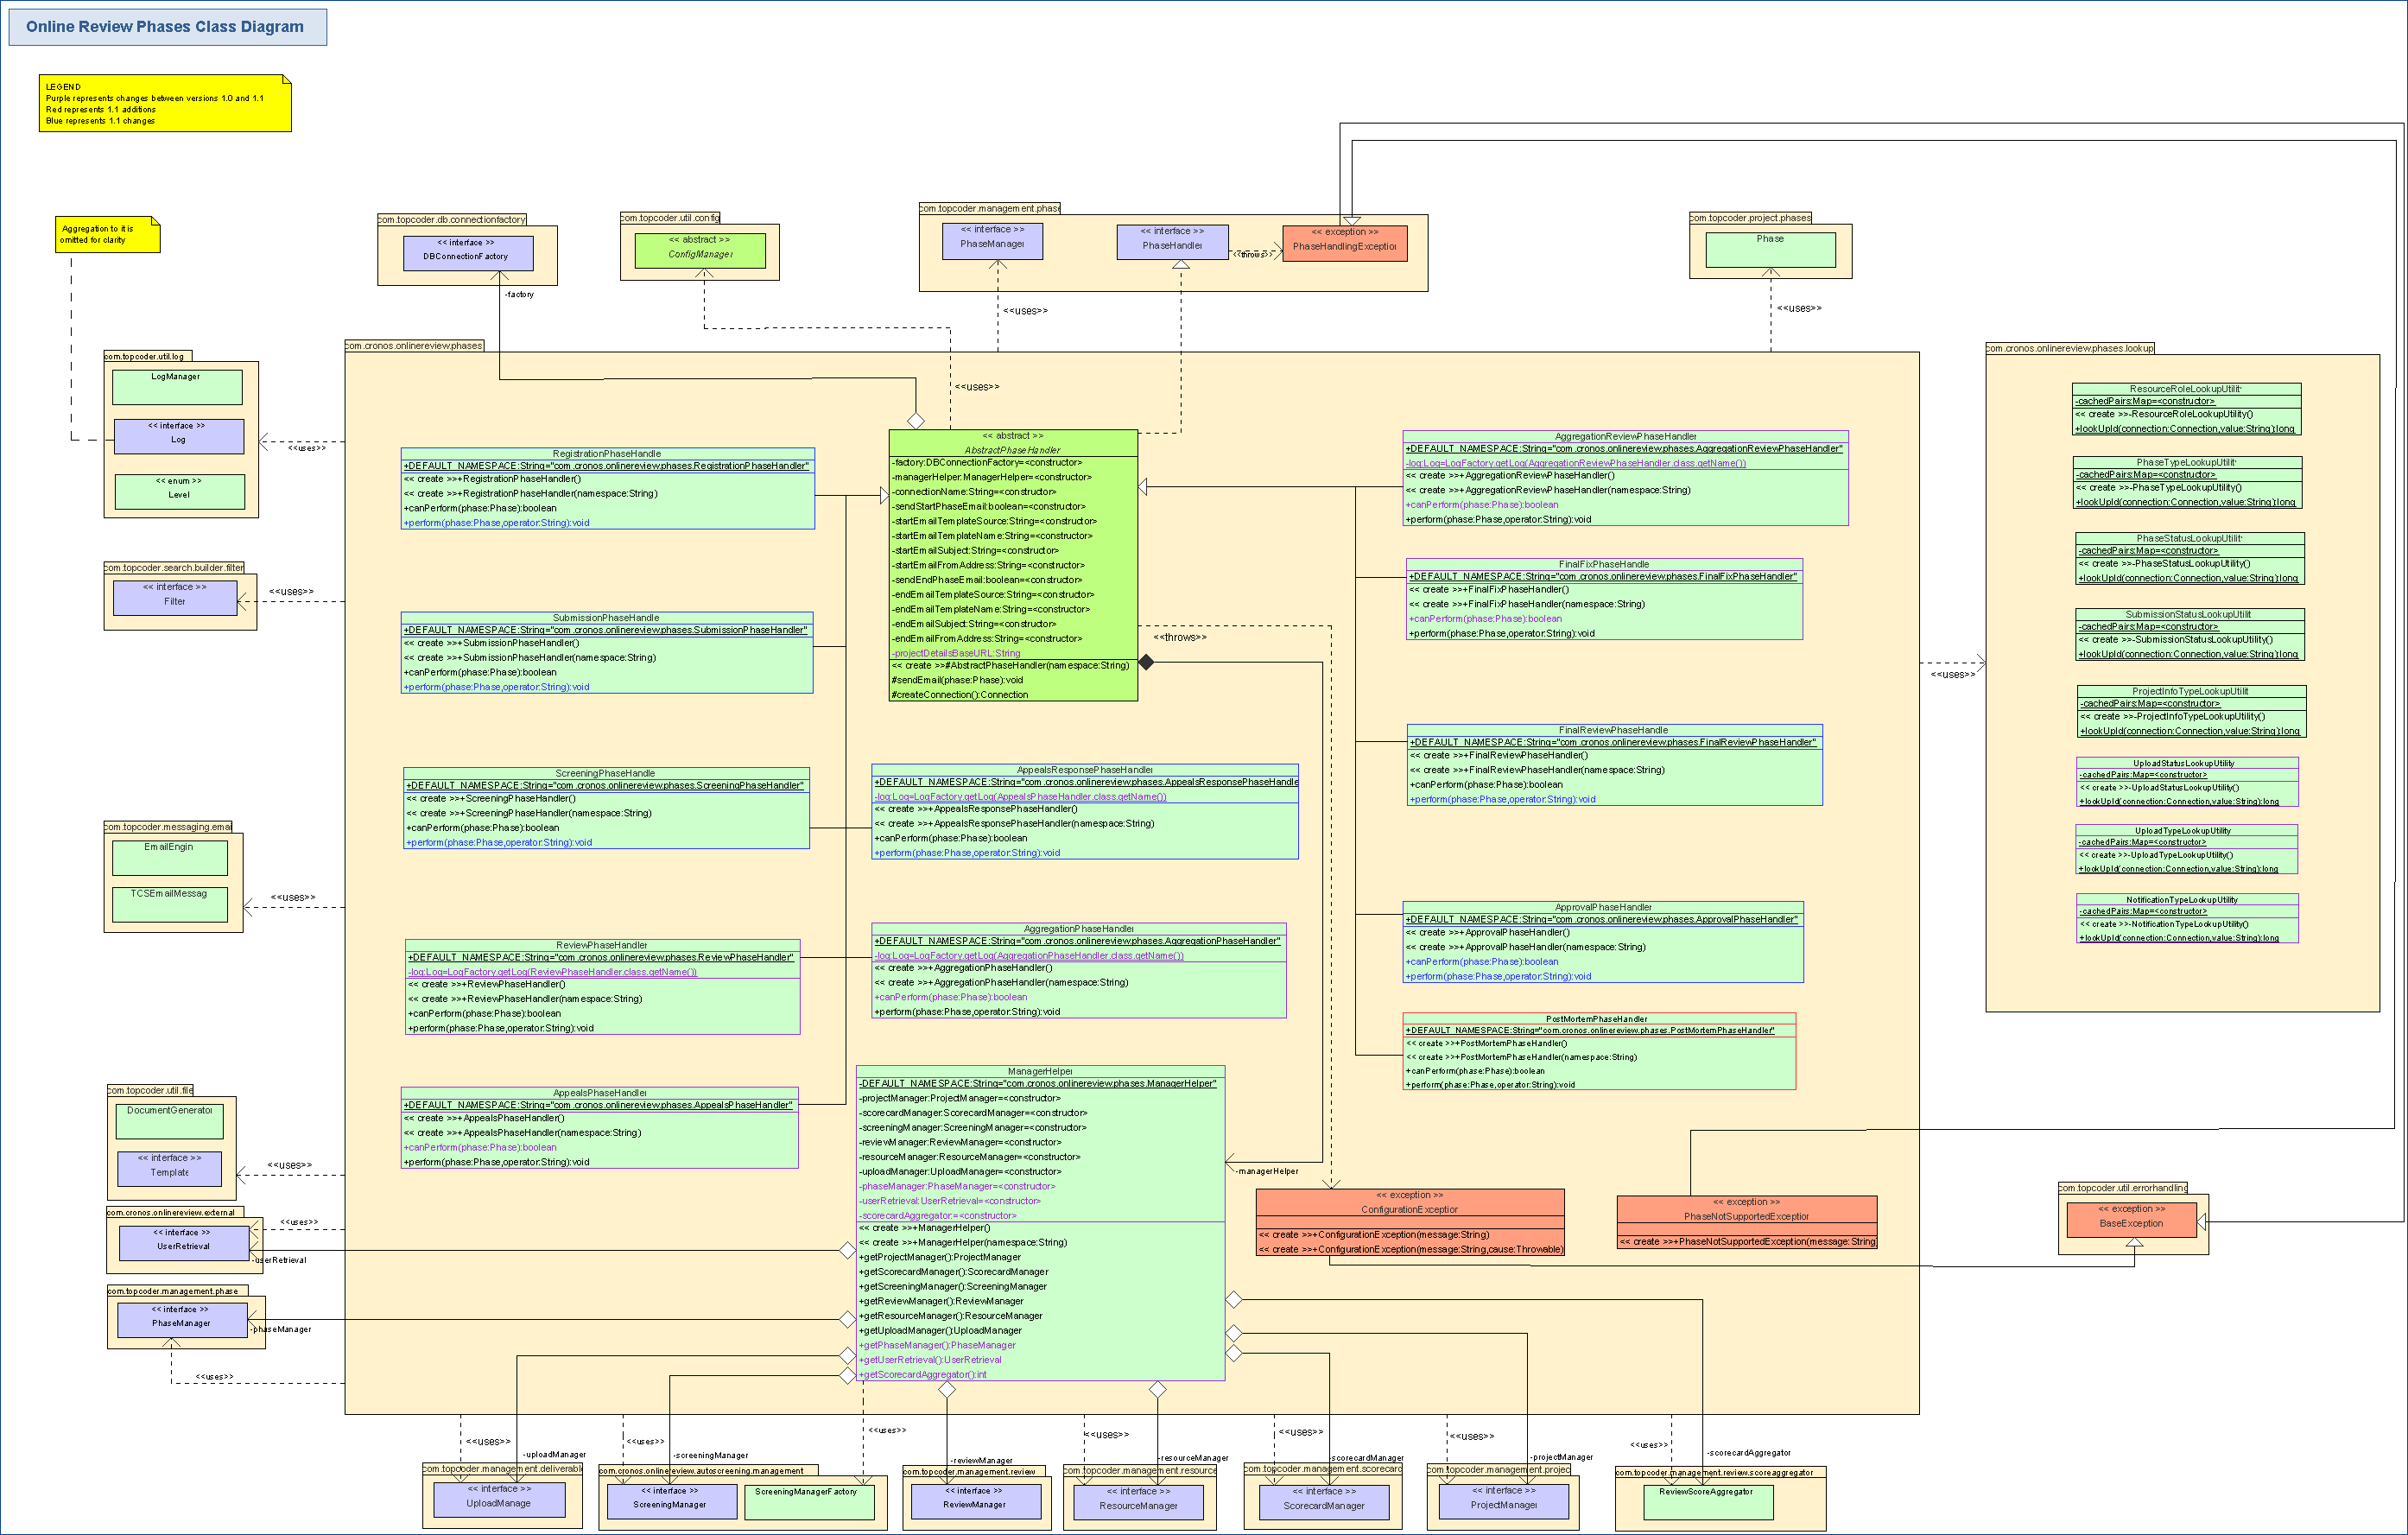 Online Review Phases Class Diagram
LEGEND
Purple represents changes between versions 1.0 and 1.1
Red represents 1.1 additions
Blue represents 1.1 changes
Aggregation to it is
omitted for clarity
com.topcoder.db.connectionfactory
<< interface >>
DBConnectionFactory
-factory
com.topcoder.util.config
<< abstract >>
ConfigManager
com.topcoder.management.phase
<< interface >>
PhaseManager
<< interface >>
PhaseHandler
<<throws>>
<< exception >>
PhaseHandlingException
<<uses>>
com.topcoder.project.phases
Phase
<<uses>>
com.topcoder.util.log
LogManager
<< interface >>
Log
<< enum >>
Level
<<uses>>
com.topcoder.search.builder.filter
<< interface >>
Filter
<<uses>>
com.topcoder.messaging.emai
EmailEngin
TCSEmailMessag
<<uses>>
com.topcoder.util.file
DocumentGenerator
<< interface >>
Template
<<uses>>
com.cronos.onlinereview.external
<< interface >>
UserRetrieval
<<uses>>
-userRetrieval
com.topcoder.management.phase
<< interface >>
PhaseManager
-phaseManager
<<uses>>
com.cronos.onlinereview.phases
<<uses>>
RegistrationPhaseHandle
+DEFAULT_NAMESPACE:String="com.cronos.onlinereview.phases.RegistrationPhaseHandler"
<< create >>+RegistrationPhaseHandler()
<< create >>+RegistrationPhaseHandler(namespace:String)
+canPerform(phase:Phase):boolean
+perform(phase:Phase,operator:String):void
SubmissionPhaseHandle
+DEFAULT_NAMESPACE:String="com.cronos.onlinereview.phases.SubmissionPhaseHandler"
<< create >>+SubmissionPhaseHandler()
<< create >>+SubmissionPhaseHandler(namespace:String)
+canPerform(phase:Phase):boolean
+perform(phase:Phase,operator:String):void
ScreeningPhaseHandle
+DEFAULT_NAMESPACE:String="com.cronos.onlinereview.phases.ScreeningPhaseHandler"
<< create >>+ScreeningPhaseHandler()
<< create >>+ScreeningPhaseHandler(namespace:String)
+canPerform(phase:Phase):boolean
+perform(phase:Phase,operator:String):void
ReviewPhaseHandler
+DEFAULT_NAMESPACE:String="com.cronos.onlinereview.phases.ReviewPhaseHandler"
-log:Log=LogFactory.getLog(ReviewPhaseHandler.class.getName())
<< create >>+ReviewPhaseHandler()
<< create >>+ReviewPhaseHandler(namespace:String)
+canPerform(phase:Phase):boolean
+perform(phase:Phase,operator:String):void
AppealsPhaseHandler
+DEFAULT_NAMESPACE:String="com.cronos.onlinereview.phases.AppealsPhaseHandler"
<< create >>+AppealsPhaseHandler()
<< create >>+AppealsPhaseHandler(namespace:String)
+canPerform(phase:Phase):boolean
+perform(phase:Phase,operator:String):void
<< abstract >>
AbstractPhaseHandler
-factory:DBConnectionFactory=<constructor>
-managerHelper:ManagerHelper=<constructor>
-connectionName:String=<constructor>
-sendStartPhaseEmail:boolean=<constructor>
-startEmailTemplateSource:String=<constructor>
-startEmailTemplateName:String=<constructor>
-startEmailSubject:String=<constructor>
-startEmailFromAddress:String=<constructor>
-sendEndPhaseEmail:boolean=<constructor>
-endEmailTemplateSource:String=<constructor>
-endEmailTemplateName:String=<constructor>
-endEmailSubject:String=<constructor>
-endEmailFromAddress:String=<constructor>
-projectDetailsBaseURL:String
<< create >>#AbstractPhaseHandler(namespace:String)
#sendEmail(phase:Phase):void
#createConnection():Connection
<<throws>>
AppealsResponsePhaseHandler
+DEFAULT_NAMESPACE:String="com.cronos.onlinereview.phases.AppealsResponsePhaseHandle
-log:Log=LogFactory.getLog(AppealsPhaseHandler.class.getName())
<< create >>+AppealsResponsePhaseHandler()
<< create >>+AppealsResponsePhaseHandler(namespace:String)
+canPerform(phase:Phase):boolean
+perform(phase:Phase,operator:String):void
AggregationPhaseHandler
+DEFAULT_NAMESPACE:String="com.cronos.onlinereview.phases.AggregationPhaseHandler"
-log:Log=LogFactory.getLog(AggregationPhaseHandler.class.getName())
<< create >>+AggregationPhaseHandler()
<< create >>+AggregationPhaseHandler(namespace:String)
+canPerform(phase:Phase):boolean
+perform(phase:Phase,operator:String):void
ManagerHelper
-DEFAULT_NAMESPACE:String="com.cronos.onlinereview.phases.ManagerHelper"
-projectManager:ProjectManager=<constructor>
-scorecardManager:ScorecardManager=<constructor>
-screeningManager:ScreeningManager=<constructor>
-reviewManager:ReviewManager=<constructor>
-resourceManager:ResourceManager=<constructor>
-uploadManager:UploadManager=<constructor>
-phaseManager:PhaseManager=<constructor>
-userRetrieval:UserRetrieval=<constructor>
-scorecardAggregator:=<constructor>
<< create >>+ManagerHelper()
<< create >>+ManagerHelper(namespace:String)
+getProjectManager():ProjectManager
+getScorecardManager():ScorecardManager
+getScreeningManager():ScreeningManager
+getReviewManager():ReviewManager
+getResourceManager():ResourceManager
+getUploadManager():UploadManager
+getPhaseManager():PhaseManager
+getUserRetrieval():UserRetrieval
+getScorecardAggregator():int
-managerHelper
AggregationReviewPhaseHandler
+DEFAULT_NAMESPACE:String="com.cronos.onlinereview.phases.AggregationReviewPhaseHandler"
-log:Log=LogFactory.getLog(AggregationReviewPhaseHandler.class.getName())
<< create >>+AggregationReviewPhaseHandler()
<< create >>+AggregationReviewPhaseHandler(namespace:String)
+canPerform(phase:Phase):boolean
+perform(phase:Phase,operator:String):void
FinalFixPhaseHandle
+DEFAULT_NAMESPACE:String="com.cronos.onlinereview.phases.FinalFixPhaseHandler"
<< create >>+FinalFixPhaseHandler()
<< create >>+FinalFixPhaseHandler(namespace:String)
+canPerform(phase:Phase):boolean
+perform(phase:Phase,operator:String):void
FinalReviewPhaseHandle
+DEFAULT_NAMESPACE:String="com.cronos.onlinereview.phases.FinalReviewPhaseHandler"
<< create >>+FinalReviewPhaseHandler()
<< create >>+FinalReviewPhaseHandler(namespace:String)
+canPerform(phase:Phase):boolean
+perform(phase:Phase,operator:String):void
ApprovalPhaseHandler
+DEFAULT_NAMESPACE:String="com.cronos.onlinereview.phases.ApprovalPhaseHandler"
<< create >>+ApprovalPhaseHandler()
<< create >>+ApprovalPhaseHandler(namespace:String)
+canPerform(phase:Phase):boolean
+perform(phase:Phase,operator:String):void
PostMortemPhaseHandler
+DEFAULT_NAMESPACE:String="com.cronos.onlinereview.phases.PostMortemPhaseHandler"
<< create >>+PostMortemPhaseHandler()
<< create >>+PostMortemPhaseHandler(namespace:String)
+canPerform(phase:Phase):boolean
+perform(phase:Phase,operator:String):void
<< exception >>
ConfigurationException
<< create >>+ConfigurationException(message:String)
<< create >>+ConfigurationException(message:String,cause:Throwable)
<< exception >>
PhaseNotSupportedException
<< create >>+PhaseNotSupportedException(message:String
<<uses>>
com.cronos.onlinereview.phases.lookup
ResourceRoleLookupUtilit
-cachedPairs:Map=<constructor>
<< create >>-ResourceRoleLookupUtility()
+lookUpId(connection:Connection,value:String):long
PhaseTypeLookupUtilit
-cachedPairs:Map=<constructor>
<< create >>-PhaseTypeLookupUtility()
+lookUpId(connection:Connection,value:String):long
PhaseStatusLookupUtilit
-cachedPairs:Map=<constructor>
<< create >>-PhaseStatusLookupUtility()
+lookUpId(connection:Connection,value:String):long
SubmissionStatusLookupUtilit
-cachedPairs:Map=<constructor>
<< create >>-SubmissionStatusLookupUtility()
+lookUpId(connection:Connection,value:String):long
ProjectInfoTypeLookupUtilit
-cachedPairs:Map=<constructor>
<< create >>-ProjectInfoTypeLookupUtility()
+lookUpId(connection:Connection,value:String):long
UploadStatusLookupUtility
-cachedPairs:Map=<constructor>
<< create >>-UploadStatusLookupUtility()
+lookUpId(connection:Connection,value:String):long
UploadTypeLookupUtility
-cachedPairs:Map=<constructor>
<< create >>-UploadTypeLookupUtility()
+lookUpId(connection:Connection,value:String):long
NotificationTypeLookupUtility
-cachedPairs:Map=<constructor>
<< create >>-NotificationTypeLookupUtility()
+lookUpId(connection:Connection,value:String):long
com.topcoder.util.errorhandling
<< exception >>
BaseException
<<uses>>
-uploadManager
com.topcoder.management.deliverable
<< interface >>
UploadManage
<<uses>>
-screeningManager
com.cronos.onlinereview.autoscreening.management
<< interface >>
ScreeningManager
ScreeningManagerFactory
<<uses>>
-reviewManager
com.topcoder.management.review
<< interface >>
ReviewManager
<<uses>>
-resourceManager
com.topcoder.management.resource
<< interface >>
ResourceManager
<<uses>>
-scorecardManager
com.topcoder.management.scorecard
<< interface >>
ScorecardManager
<<uses>>
-projectManager
com.topcoder.management.project
<< interface >>
ProjectManager
<<uses>>
-scorecardAggregator
com.topcoder.management.review.scoreaggregator
ReviewScoreAggregator